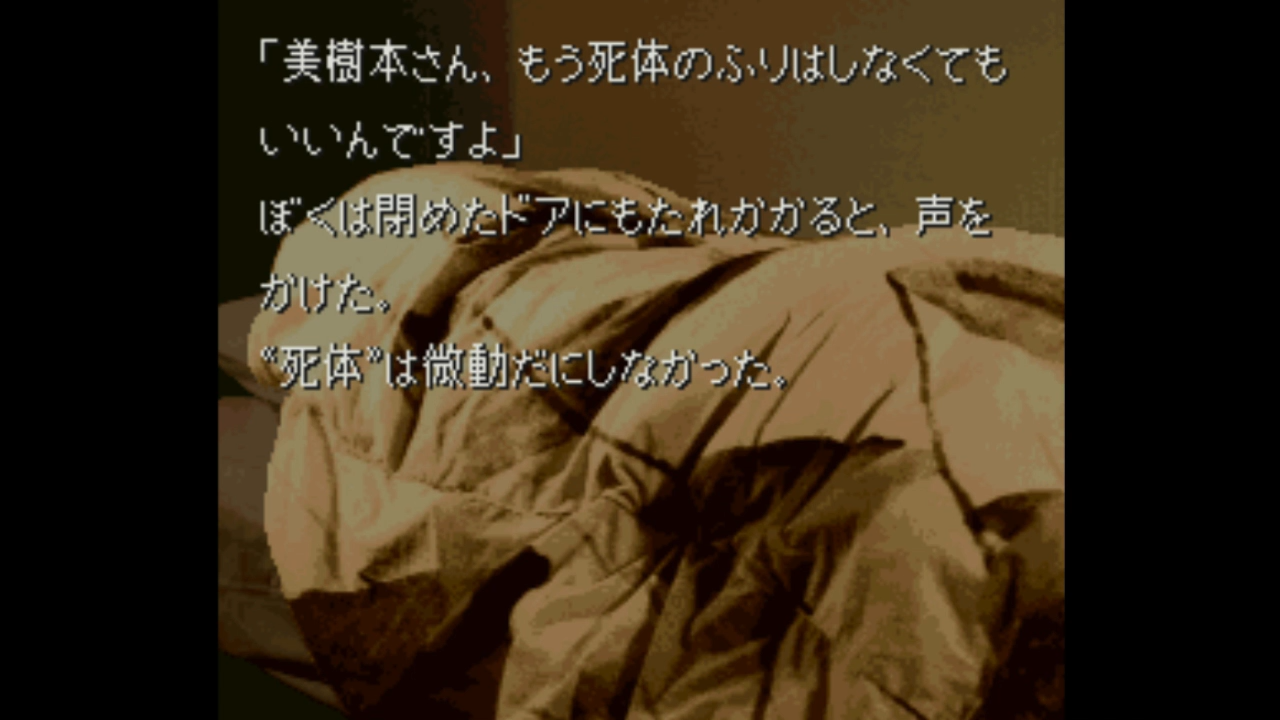 「美樹本さん、もう死体のふりはしなくても
いいんですよ」
ぼくは閉めたドアにもたれかかると、声を
かけた。
“死体”は微動だにしなかった。